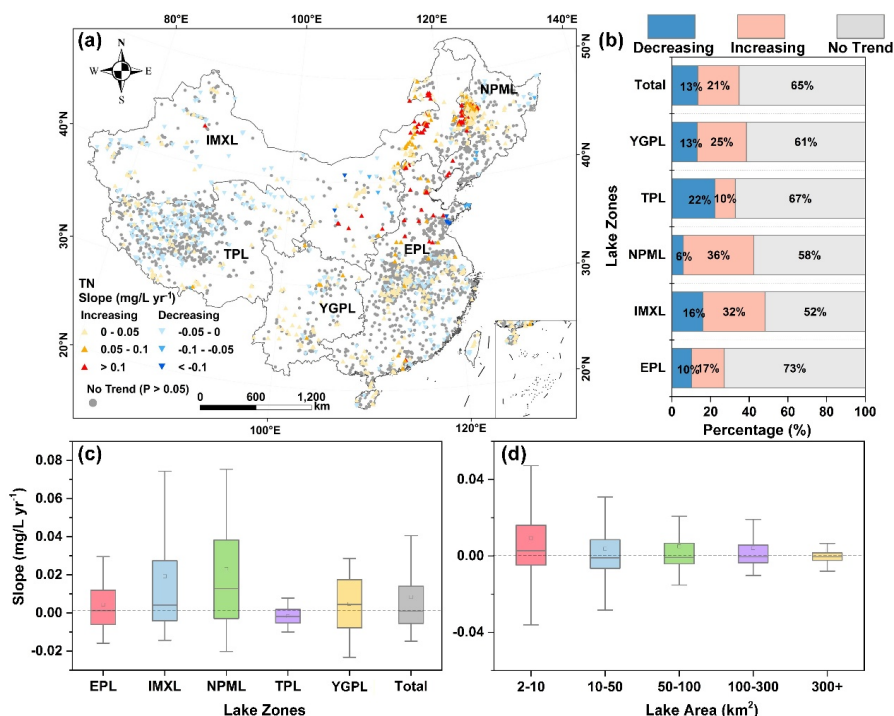 80°E 100°E 120°E
(a)
N
W E
S
50°N
40°N
30°N
20°N
40°N
30°N
20°N
100°E
120°E
NPML
IMXL
TPL
EPL
YGPL
TN
Slope (mg/L yr⁻¹)
Increasing Decreasing
0 - 0.05 -0.05 - 0
0.05 - 0.1 -0.1 - -0.05
> 0.1 < -0.1
No Trend (P > 0.05)
0 600 1,200
km
(b)
Decreasing Increasing No Trend
Lake Zones
Total 13% 21% 65%
YGPL 13% 25% 61%
TPL 22% 10% 67%
NPML 6% 36% 58%
IMXL 16% 32% 52%
EPL 10% 17% 73%
0 20 40 60 80 100
Percentage (%)
(c)
Slope (mg/L yr⁻¹)
0.08
0.06
0.04
0.02
0.00
-0.02
EPL IMXL NPML TPL YGPL Total
Lake Zones
(d)
0.04
0.00
-0.04
2-10 10-50 50-100 100-300 300+
Lake Area (km²)